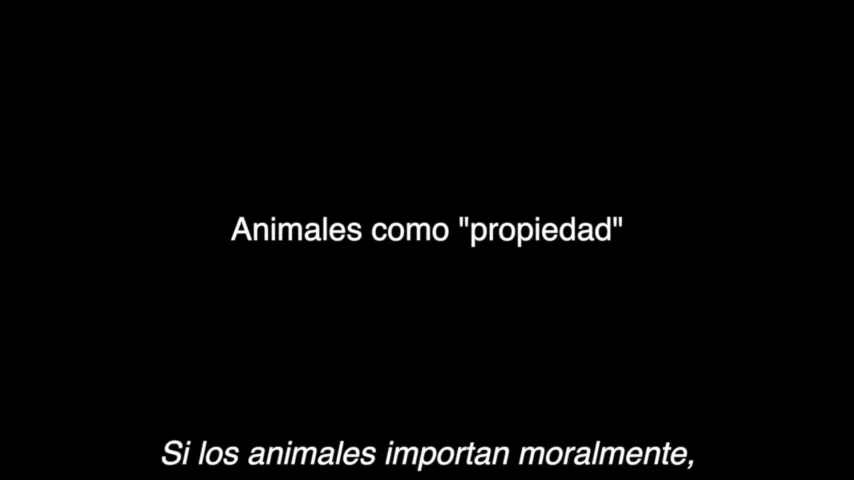 Animales como "propiedad"
Si los animales importan moralmente,